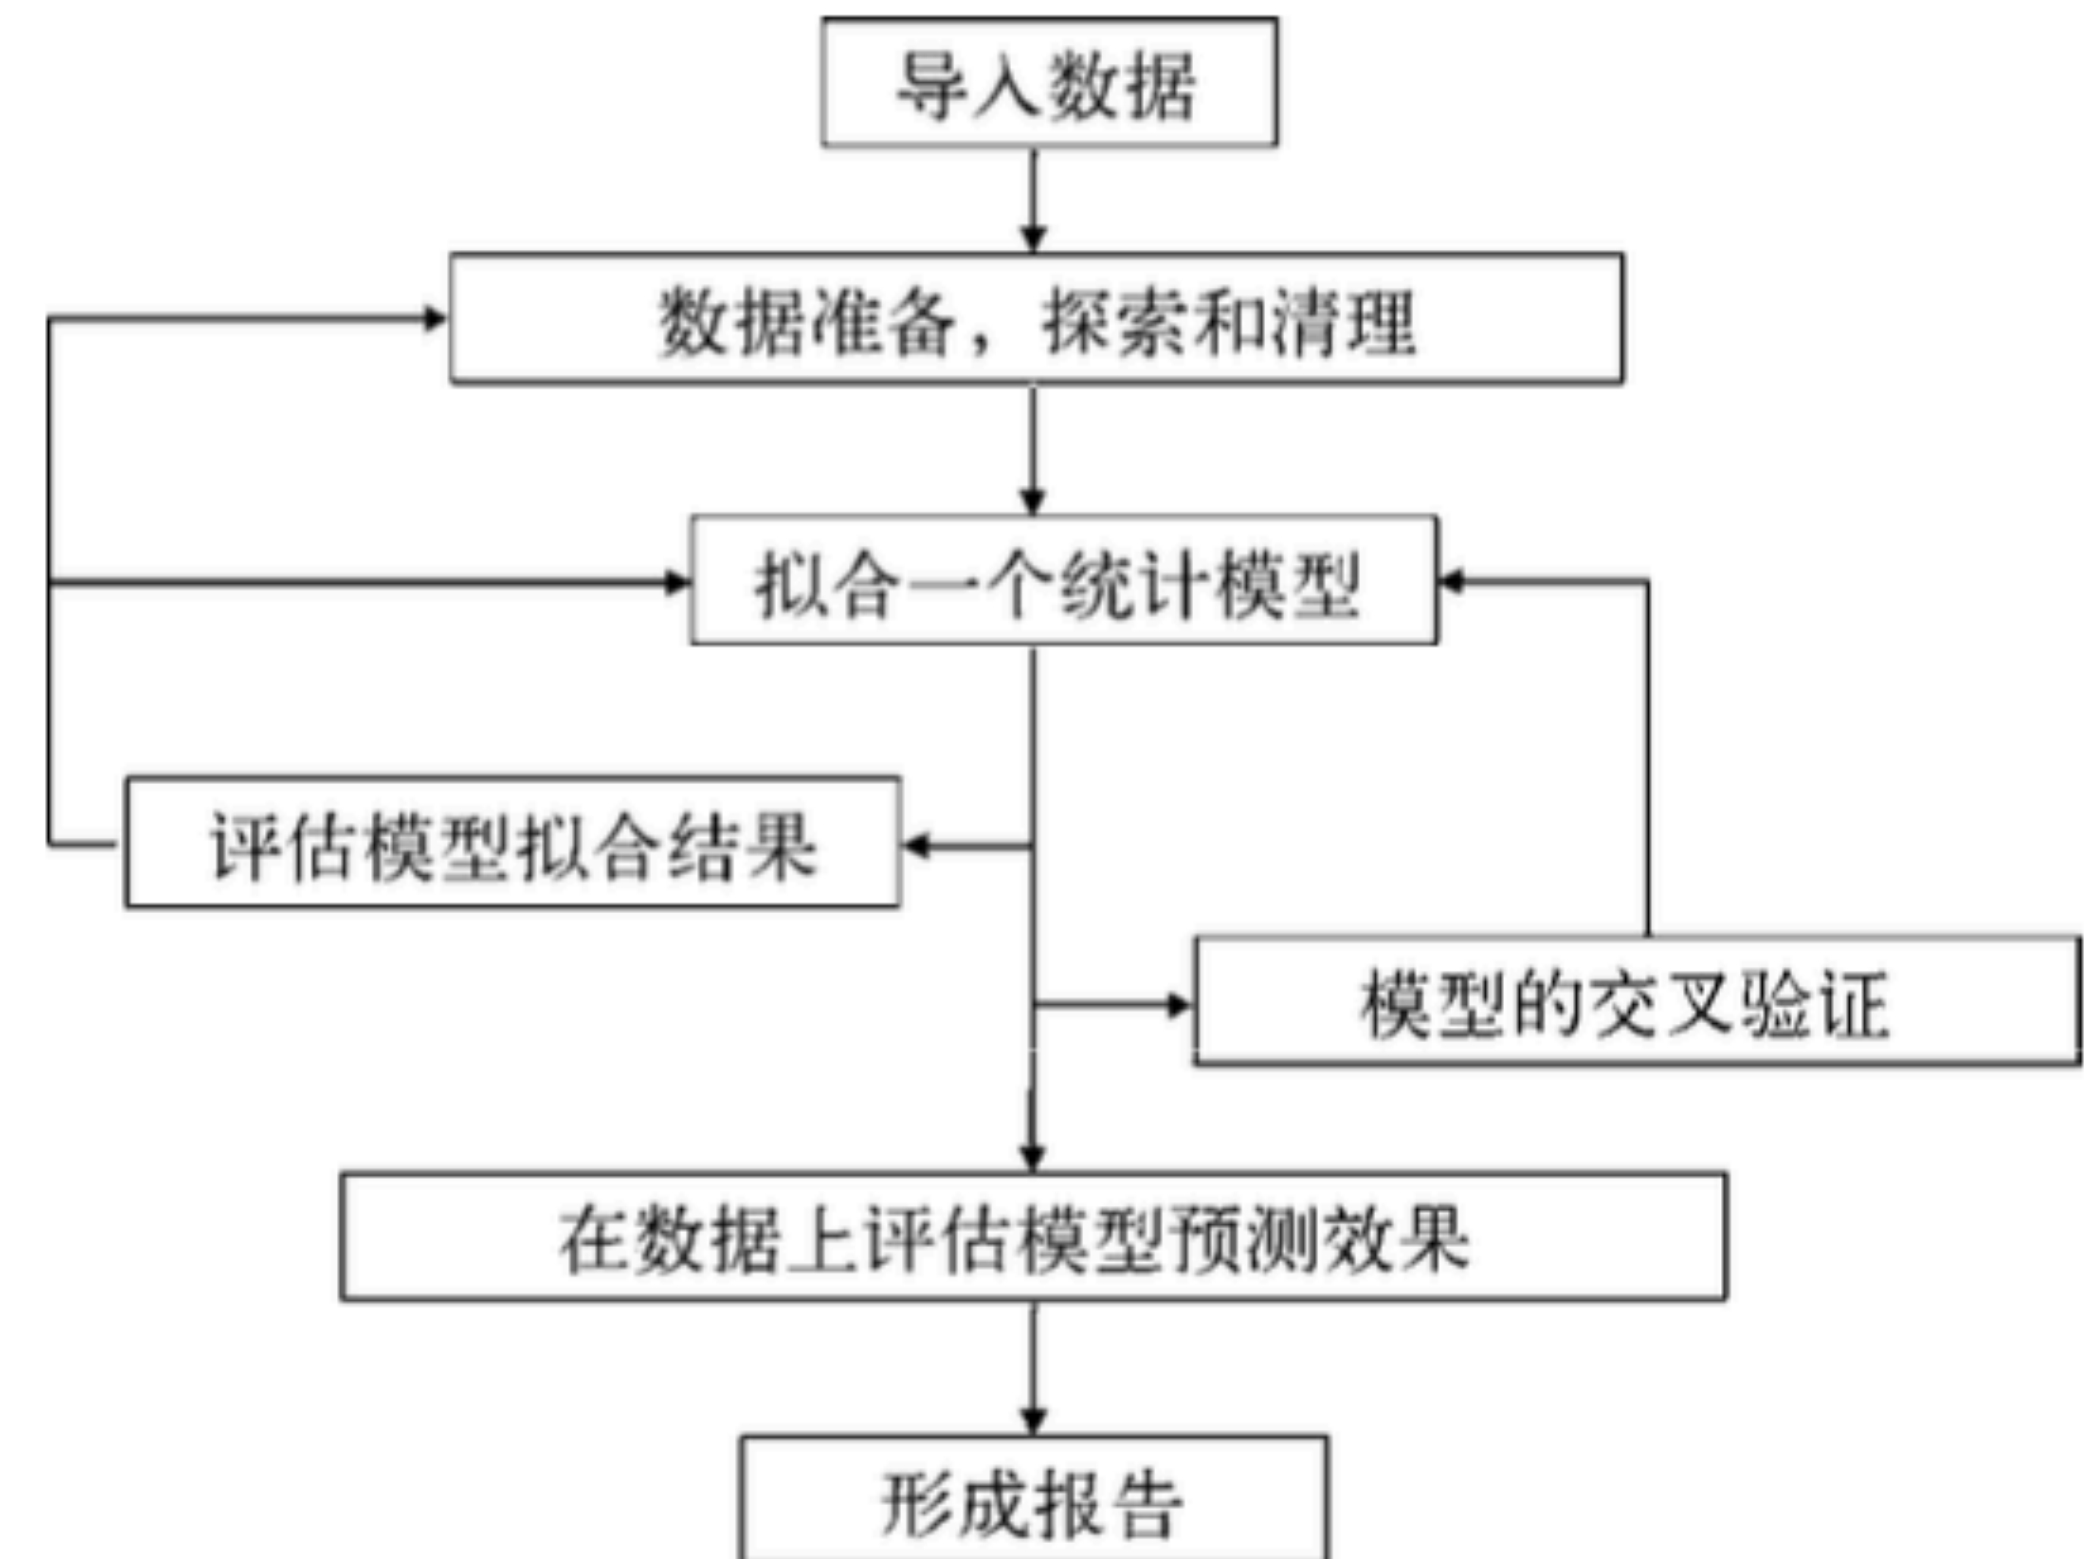 导入数据
数据准备，探索和清理
拟合一个统计模型
评估模型拟合结果
模型的交叉验证
在数据上评估模型预测效果
形成报告